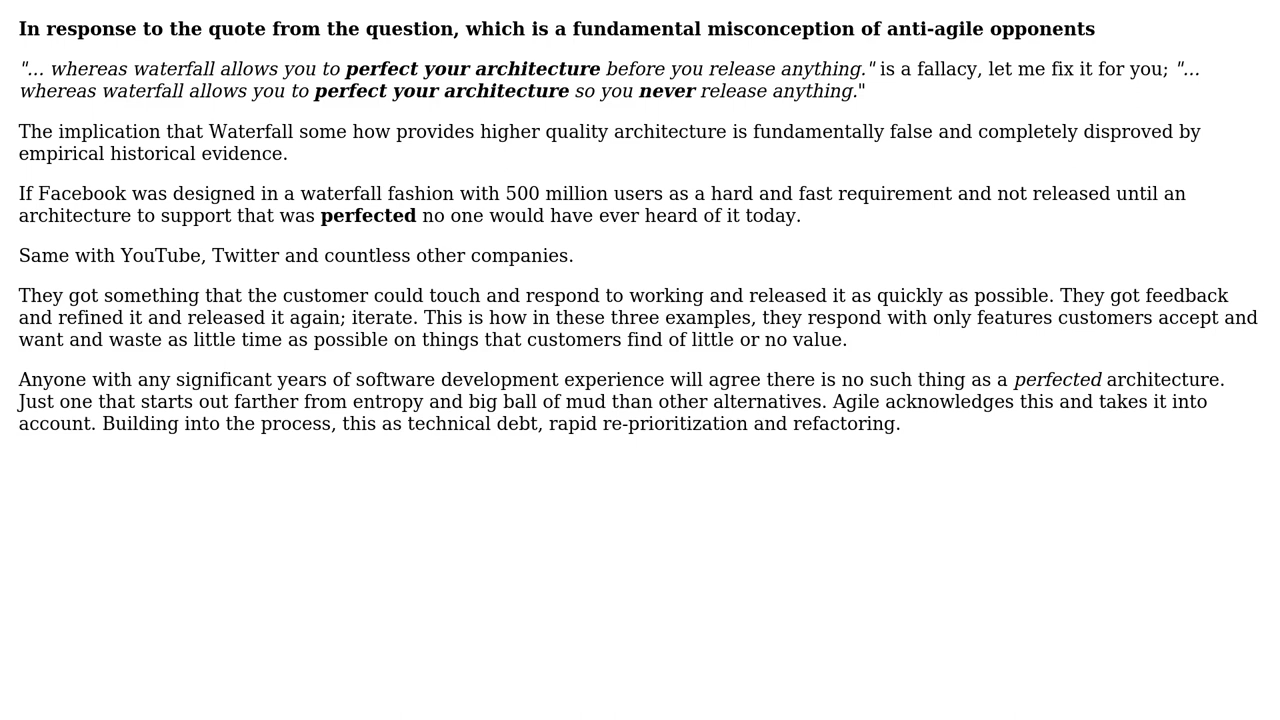 In response to the quote from the question, which is a fundamental misconception of anti-agile opponents
"... whereas waterfall allows you to perfect your architecture before you release anything." is a fallacy, let me fix it for you; "...
whereas waterfall allows you to perfect your architecture so you never release anything."
The implication that Waterfall some how provides higher quality architecture is fundamentally false and completely disproved by
empirical historical evidence.
If Facebook was designed in a waterfall fashion with 500 million users as a hard and fast requirement and not released until an
architecture to support that was perfected no one would have ever heard of it today.
Same with YouTube, Twitter and countless other companies.
They got something that the customer could touch and respond to working and released it as quickly as possible. They got feedback
and refined it and released it again; iterate. This is how in these three examples, they respond with only features customers accept and
want and waste as little time as possible on things that customers find of little or no value.
Anyone with any significant years of software development experience will agree there is no such thing as a perfected architecture.
Just one that starts out farther from entropy and big ball of mud than other alternatives. Agile acknowledges this and takes it into
account. Building into the process, this as technical debt, rapid re-prioritization and refactoring.